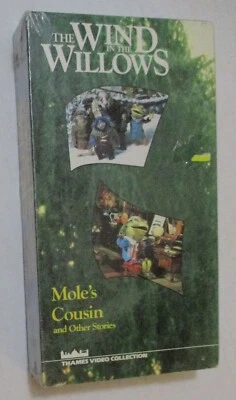 THE WIND
IN THE
WILLOWS
Mole's
Cousin
and Other Stories
THAMES VIDEO COLLECTION